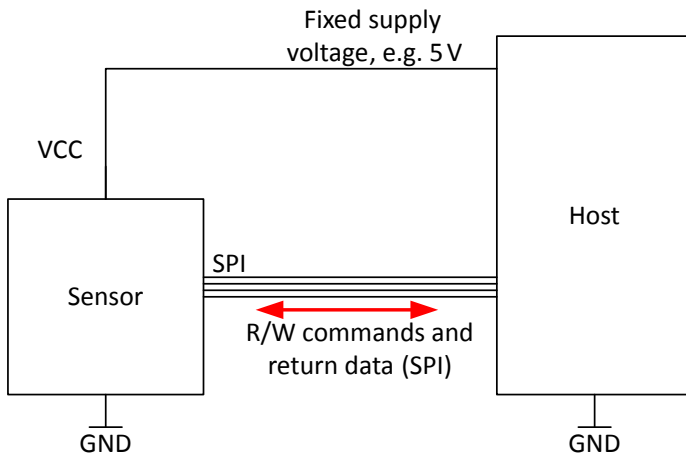 Fixed supply
voltage, e.g. 5 V
VCC
Host
SPI
Sensor
R/W commands and
return data (SPI)
GND
GND